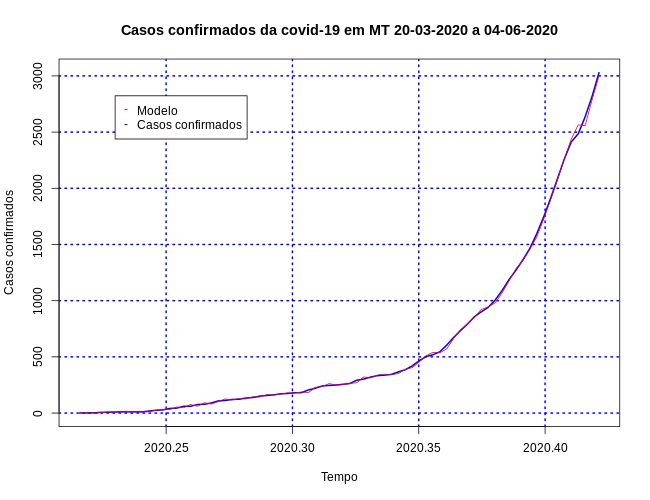 Casos confirmados da covid-19 em MT 20-03-2020 a 04-06-2020
Casos confirmados
3000
2500
2000
1500
1000
500
0
Modelo
Casos confirmados
2020.25 2020.30 2020.35 2020.40
Tempo